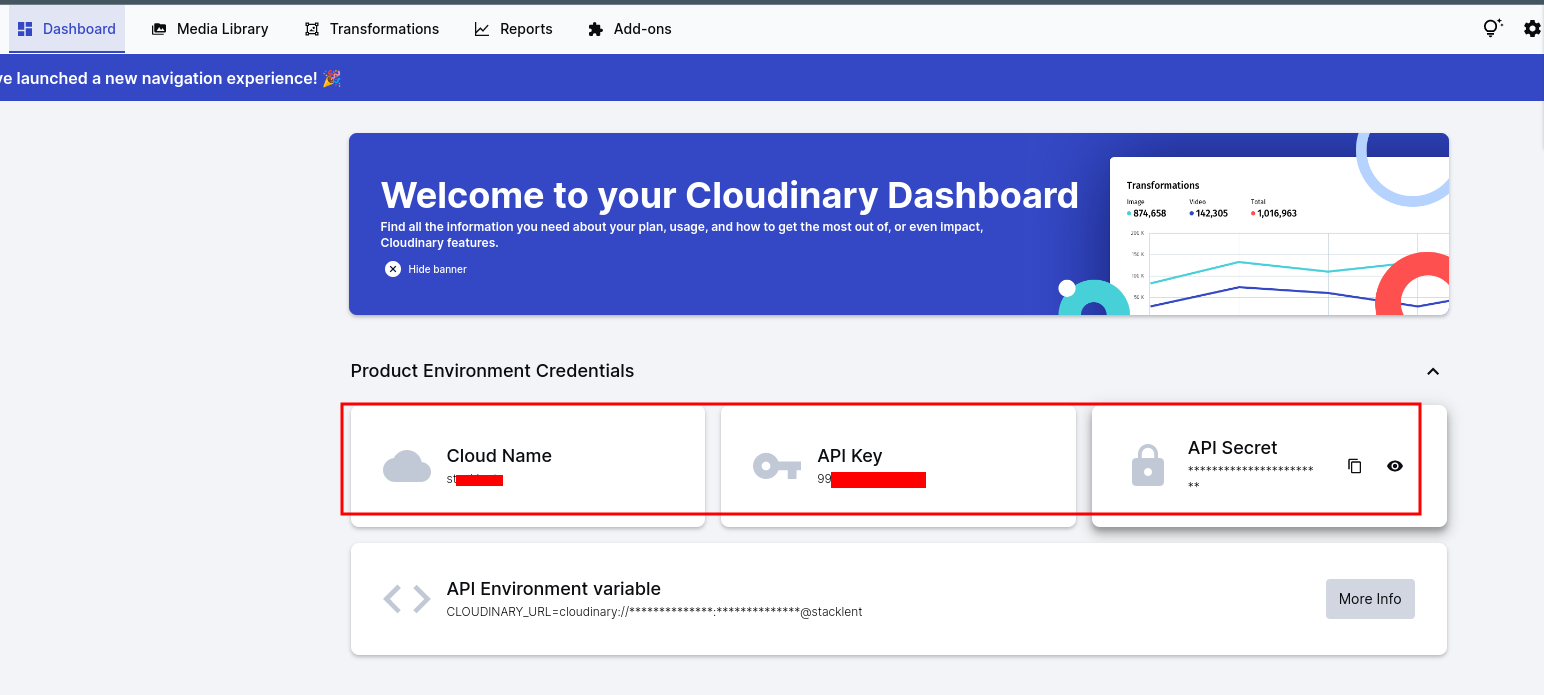 Dashboard
Media Library
Transformations
Reports
Add-ons
ve launched a new navigation experience! 🎉
Welcome to your Cloudinary Dashboard
Find all the information you need about your plan, usage, and how to get the most out of, or even impact,
Cloudinary features.
Hide banner
Transformations
Image
Video
Total
874,658
142,305
1,016,963
200 K
150 K
100 K
50 K
Product Environment Credentials
Cloud Name
st
API Key
99
API Secret
*********************
**
API Environment variable
CLOUDINARY_URL=cloudinary://**************:**************@stacklent
More Info